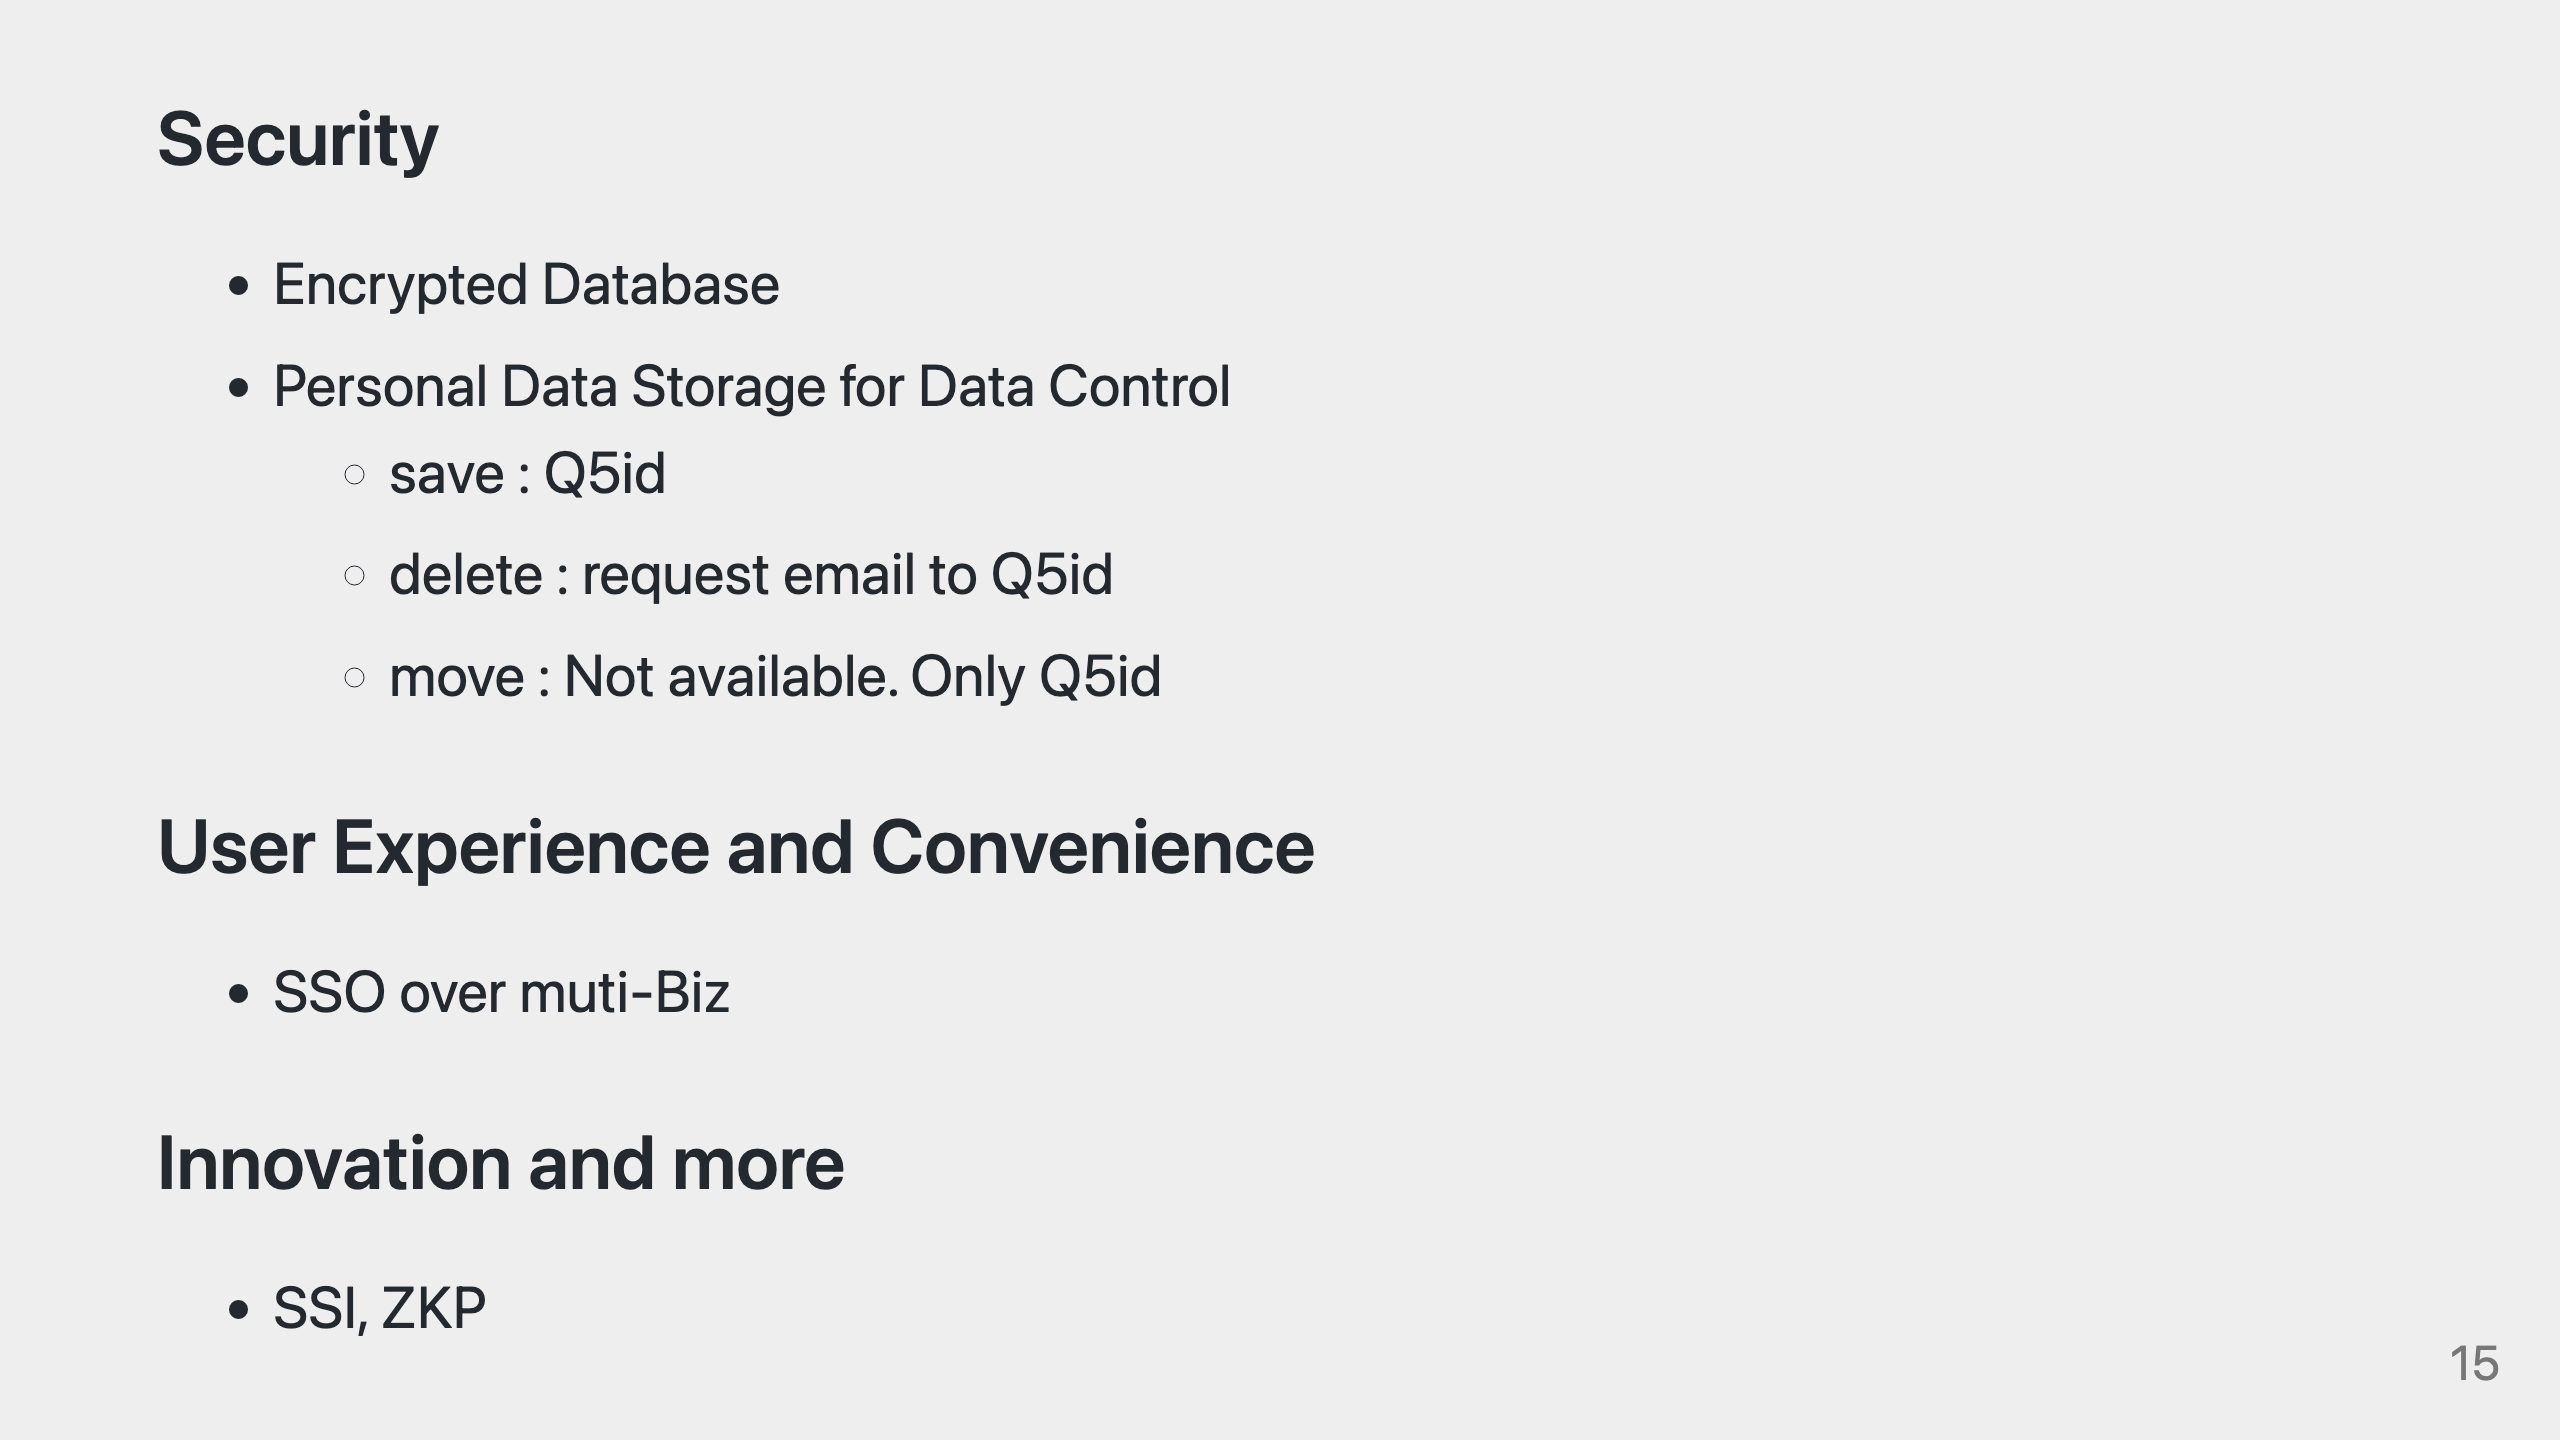 Security
Encrypted Database
Personal Data Storage for Data Control
save : Q5id
delete : request email to Q5id
move : Not available. Only Q5id
User Experience and Convenience
SSO over muti-Biz
Innovation and more
SSI, ZKP
15